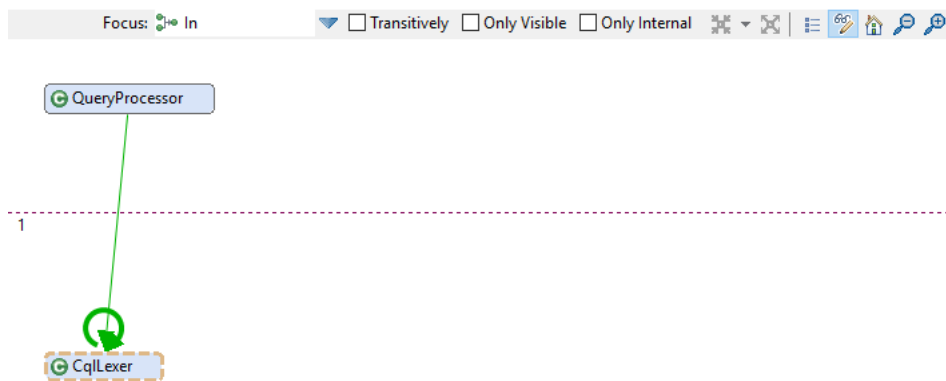 Focus: In Transitively Only Visible Only Internal
QueryProcessor
1
CqlLexer